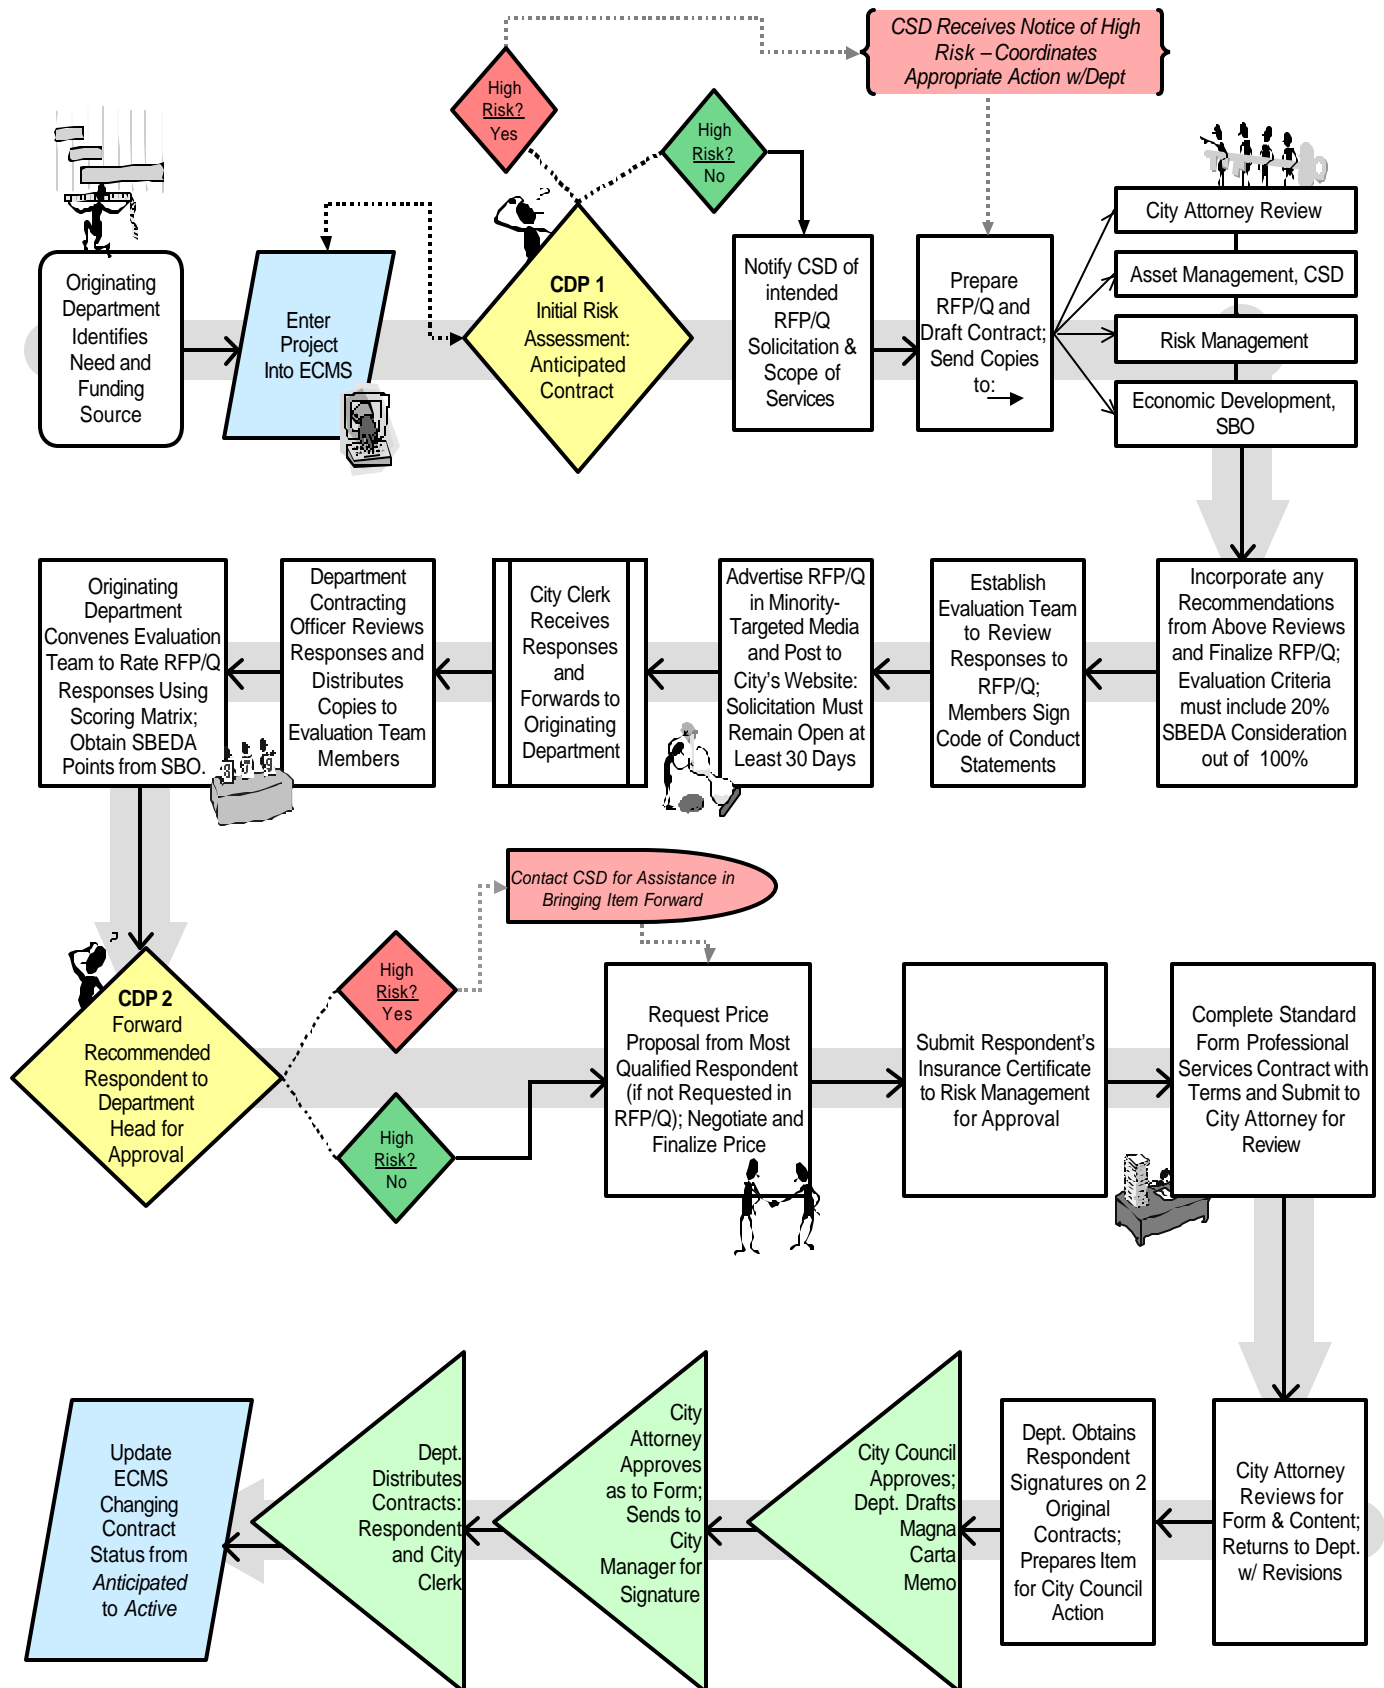 CSD Receives Notice of High
Risk – Coordinates
Appropriate Action w/Dept
High
Risk?
Yes
High
Risk?
No
Originating
Department
Identifies
Need and
Funding
Source
Enter
Project
Into ECMS
CDP 1
Initial Risk
Assessment:
Anticipated
Contract
Notify CSD of
intended
RFP/Q
Solicitation &
Scope of
Services
Prepare
RFP/Q and
Draft Contract;
Send Copies
to:
City Attorney Review
Asset Management, CSD
Risk Management
Economic Development,
SBO
Incorporate any
Recommendations
from Above Reviews
and Finalize RFP/Q;
Evaluation Criteria
must include 20%
SBEDA Consideration
out of 100%
Establish
Evaluation Team
to Review
Responses to
RFP/Q;
Members Sign
Code of Conduct
Statements
Advertise RFP/Q
in Minority-
Targeted Media
and Post to
City's Website:
Solicitation Must
Remain Open at
Least 30 Days
City Clerk
Receives
Responses
and
Forwards to
Originating
Department
Department
Contracting
Officer Reviews
Responses and
Distributes
Copies to
Evaluation Team
Members
Originating
Department
Convenes Evaluation
Team to Rate RFP/Q
Responses Using
Scoring Matrix;
Obtain SBEDA
Points from SBO.
CDP 2
Forward
Recommended
Respondent to
Department
Head for
Approval
High
Risk?
Yes
Contact CSD for Assistance in
Bringing Item Forward
High
Risk?
No
Request Price
Proposal from Most
Qualified Respondent
(if not Requested in
RFP/Q); Negotiate and
Finalize Price
Submit Respondent's
Insurance Certificate
to Risk Management
for Approval
Complete Standard
Form Professional
Services Contract with
Terms and Submit to
City Attorney for
Review
City Attorney
Reviews for
Form & Content;
Returns to Dept.
w/ Revisions
Dept. Obtains
Respondent
Signatures on 2
Original
Contracts;
Prepares Item
for City Council
Action
City Council
Approves;
Dept. Drafts
Magna
Carta
Memo
City
Attorney
Approves
as to Form;
Sends to
City
Manager for
Signature
Dept.
Distributes
Contracts:
Respondent
and City
Clerk
Update
ECMS
Changing
Contract
Status from
Anticipated
to Active